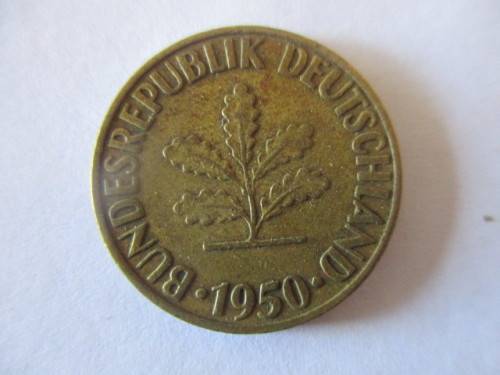 BUNDESREPUBLIK DEUTSCHLAND
· 1950 ·